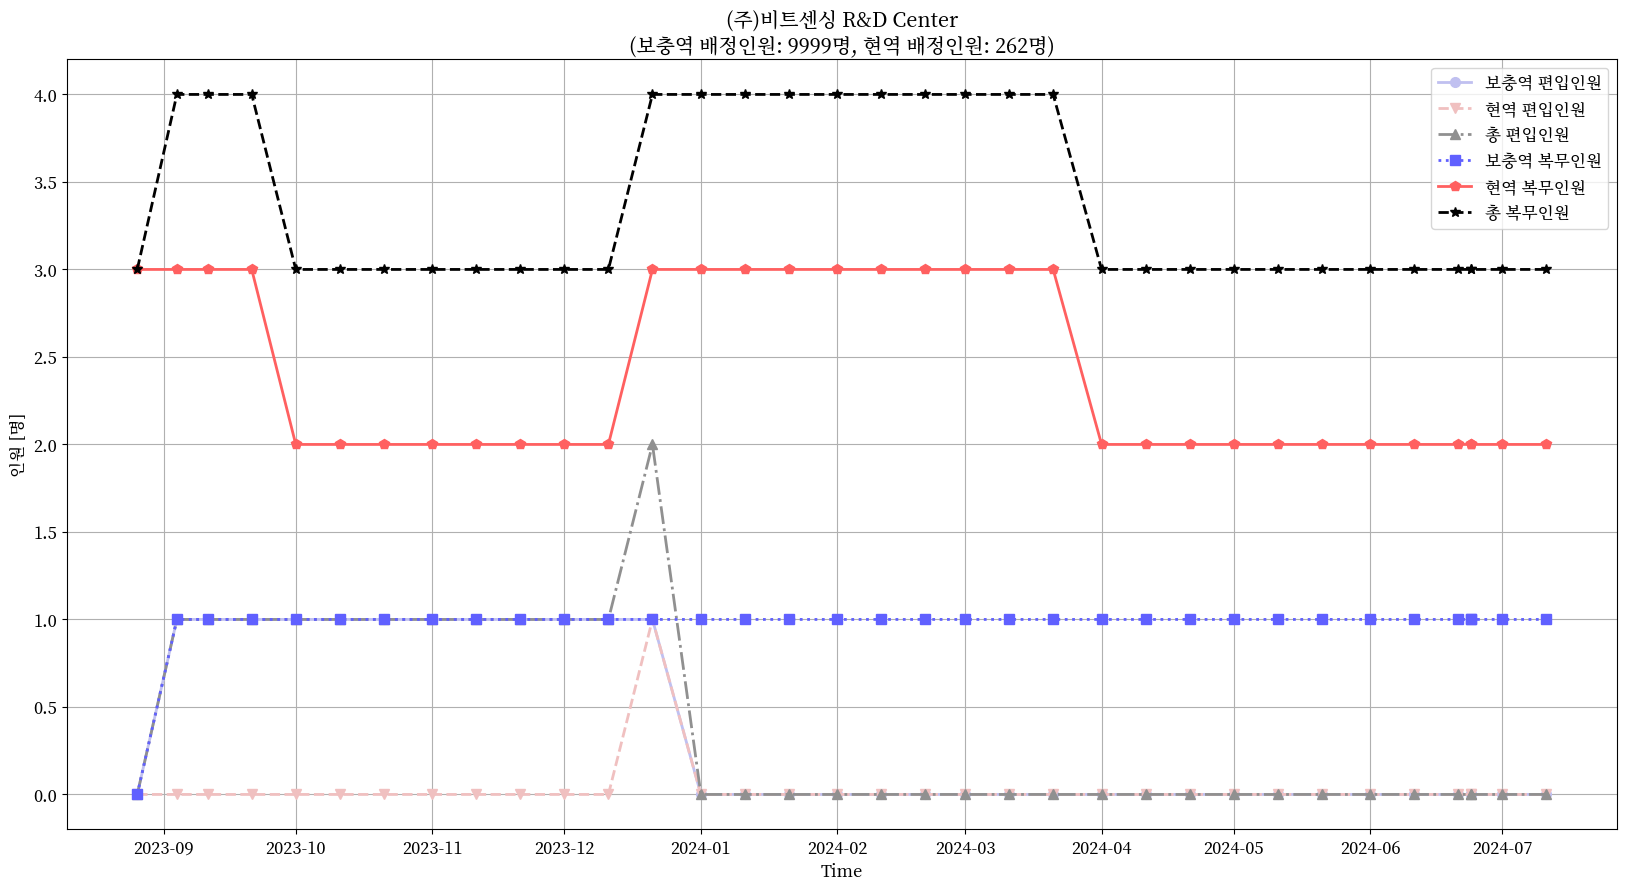 (주)비트센싱 R&D Center
(보충역 배정인원: 9999명, 현역 배정인원: 262명)
보충역 편입인원
현역 편입인원
총 편입인원
보충역 복무인원
현역 복무인원
총 복무인원
인원 [명]
4.0
3.5
3.0
2.5
2.0
1.5
1.0
0.5
0.0
2023-09 2023-10 2023-11 2023-12 2024-01 2024-02 2024-03 2024-04 2024-05 2024-06 2024-07
Time